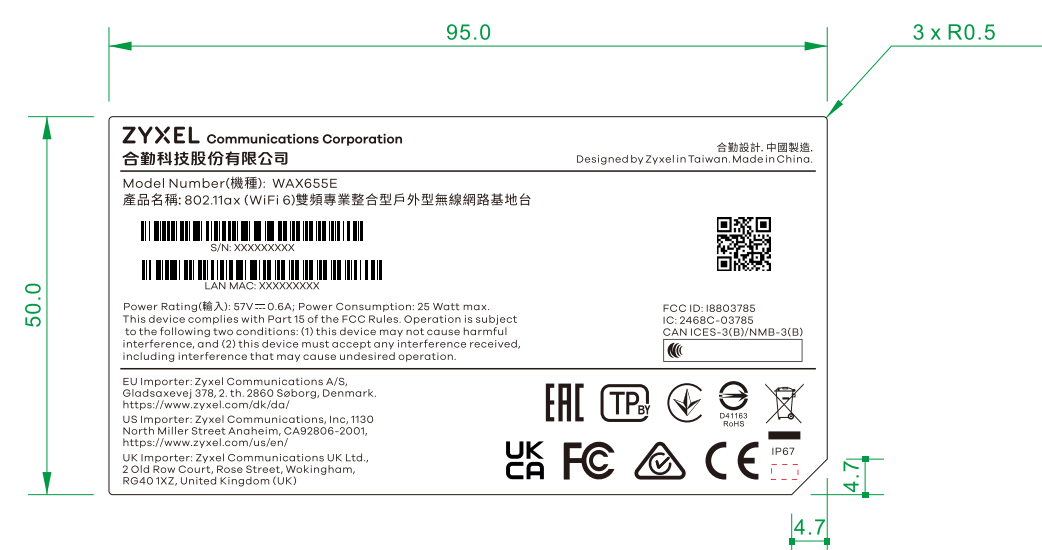 95.0
3 x R0.5
ZYXEL Communications Corporation
合勤科技股份有限公司
合勤設計. 中國製造.
Designed by Zyxel in Taiwan. Made in China.
Model Number(機種): WAX655E
產品名稱: 802.11ax (WiFi 6)雙頻專業整合型戶外型無線網路基地台
S/N: XXXXXXXXX
LAN MAC: XXXXXXXXX
50.0
Power Rating(輸入): 57V⎓0.6A; Power Consumption: 25 Watt max.
This device complies with Part 15 of the FCC Rules. Operation is subject
to the following two conditions: (1) this device may not cause harmful
interference, and (2) this device must accept any interference received,
including interference that may cause undesired operation.
FCC ID: I8803785
IC: 2468C-03785
CAN ICES-3(B)/NMB-3(B)
EU Importer: Zyxel Communications A/S,
Gladsaxevej 378, 2. th. 2860 Søborg, Denmark.
https://www.zyxel.com/dk/da/
US Importer: Zyxel Communications, Inc, 1130
North Miller Street Anaheim, CA92806-2001,
https://www.zyxel.com/us/en/
UK Importer: Zyxel Communications UK Ltd.,
2 Old Row Court, Rose Street, Wokingham,
RG40 1XZ, United Kingdom (UK)
EAC
TP BY
D41163
RoHS
UK
CA
FC
CE
IP67
4.7
4.7